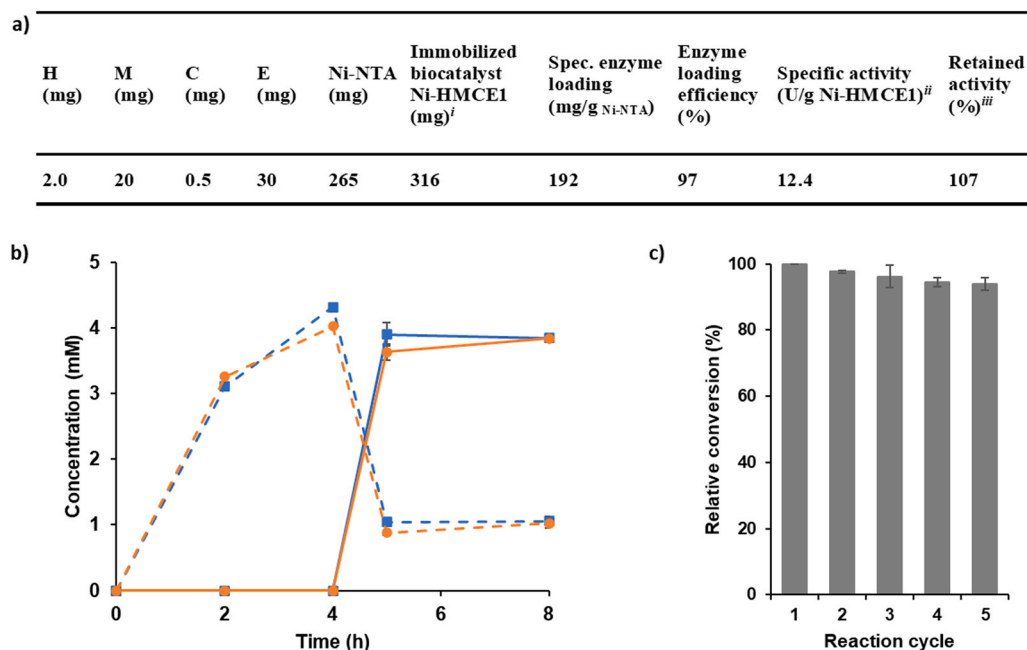 a)
H (mg)
M (mg)
C (mg)
E (mg)
Ni-NTA (mg)
Immobilized biocatalyst Ni-HMCE1 (mg)i
Spec. enzyme loading (mg/g Ni-NTA)
Enzyme loading efficiency (%)
Specific activity (U/g Ni-HMCE1)ii
Retained activity (%)iii
2.0 20 0.5 30 265 316 192 97 12.4 107
b)
Concentration (mM)
5
4
3
2
1
0
0 2 4 6 8
Time (h)
c)
Relative conversion (%)
100
80
60
40
20
0
1 2 3 4 5
Reaction cycle